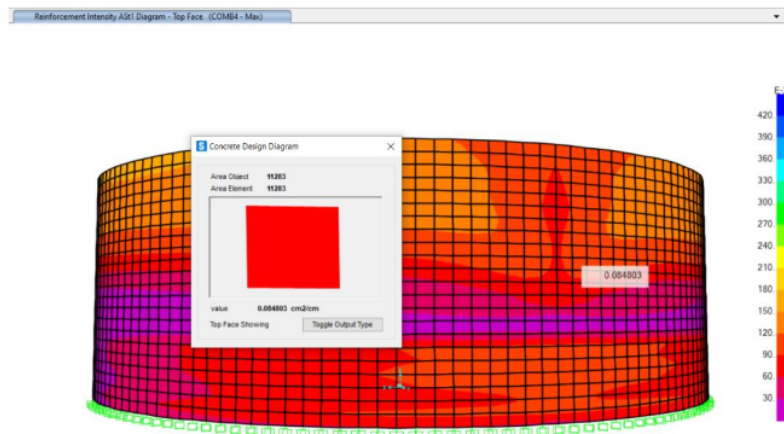 Reinforcement Intensity ASt1 Diagram - Top Face (COMB4 - Max)
Concrete Design Diagram
Area Object 11283
Area Element 11283
value 0.084803 cm2/cm
Top Face Showing Toggle Output Type
0.084803
420.
390.
360.
330.
300.
270.
240.
210.
180.
150.
120.
90.
60.
30.